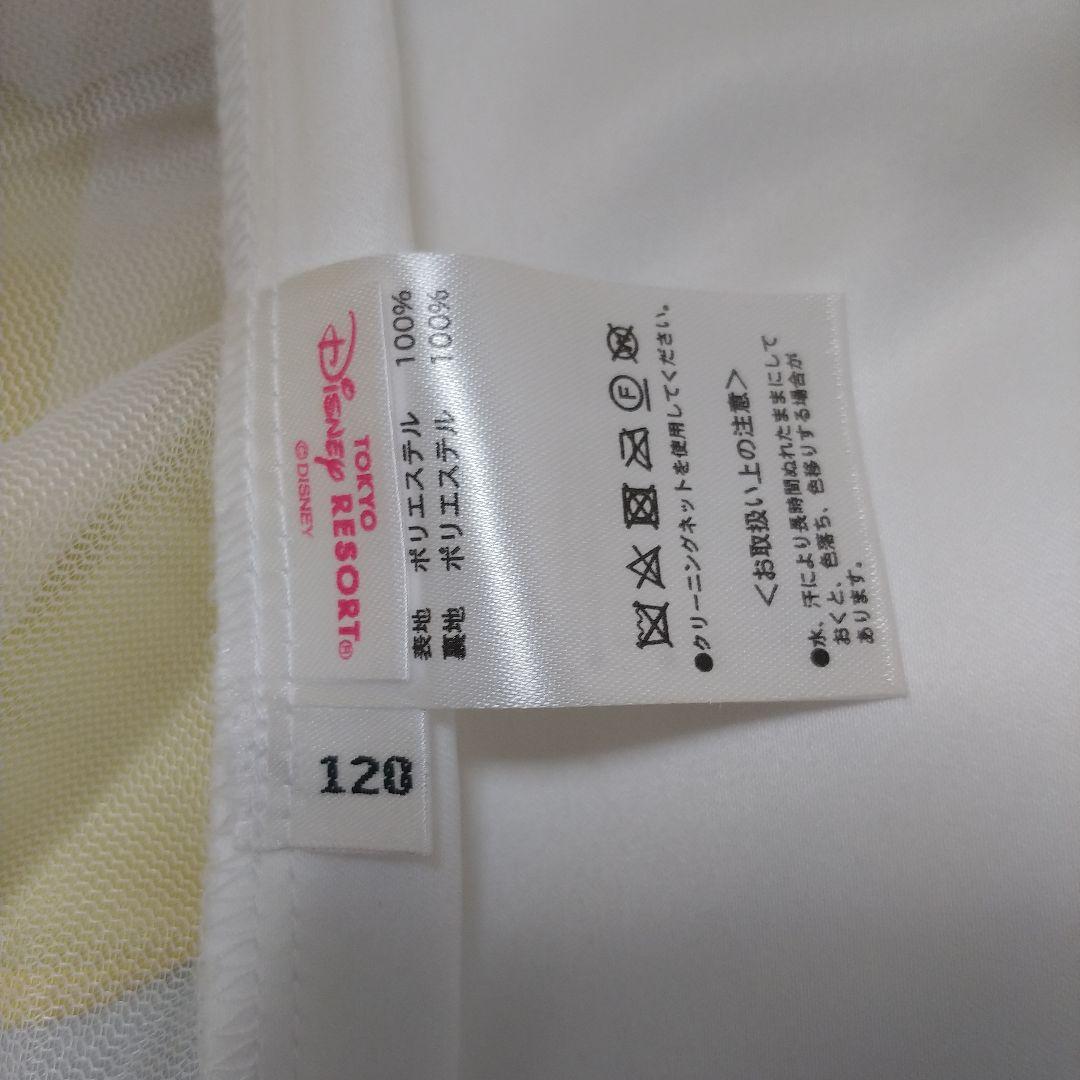 TOKYO
DISNEY RESORT®
©DISNEY
表地 ポリエステル 100%
裏地 ポリエステル 100%
F W
●クリーニングネットを使用してください。
<お取扱い上の注意>
●水、汗により長時間ぬれたままにして
おくと、色落ち、色移りする場合が
あります。
120